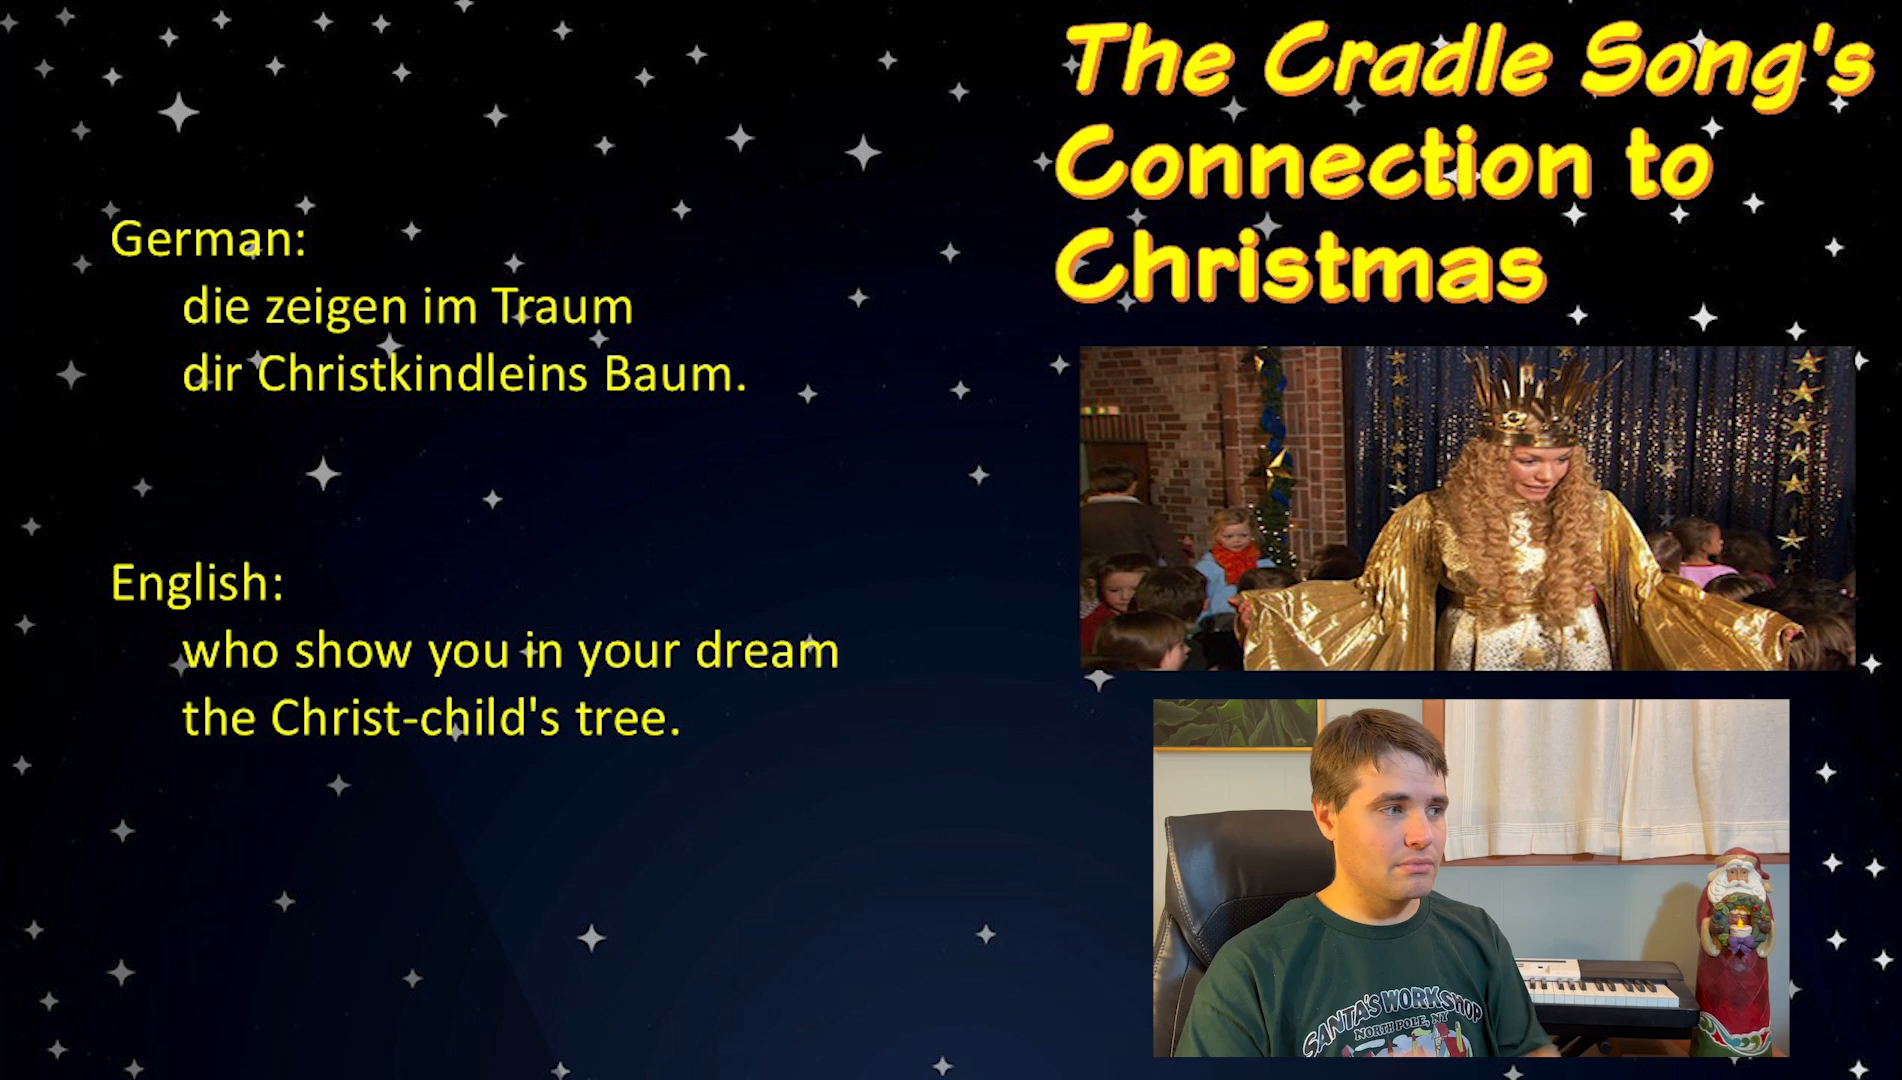 The Cradle Song's
Connection to
Christmas
German:
die zeigen im Traum
dir Christkindleins Baum.
English:
who show you in your dream
the Christ-child's tree.
SANTA'S WORKSHOP
NORTH POLE, NY